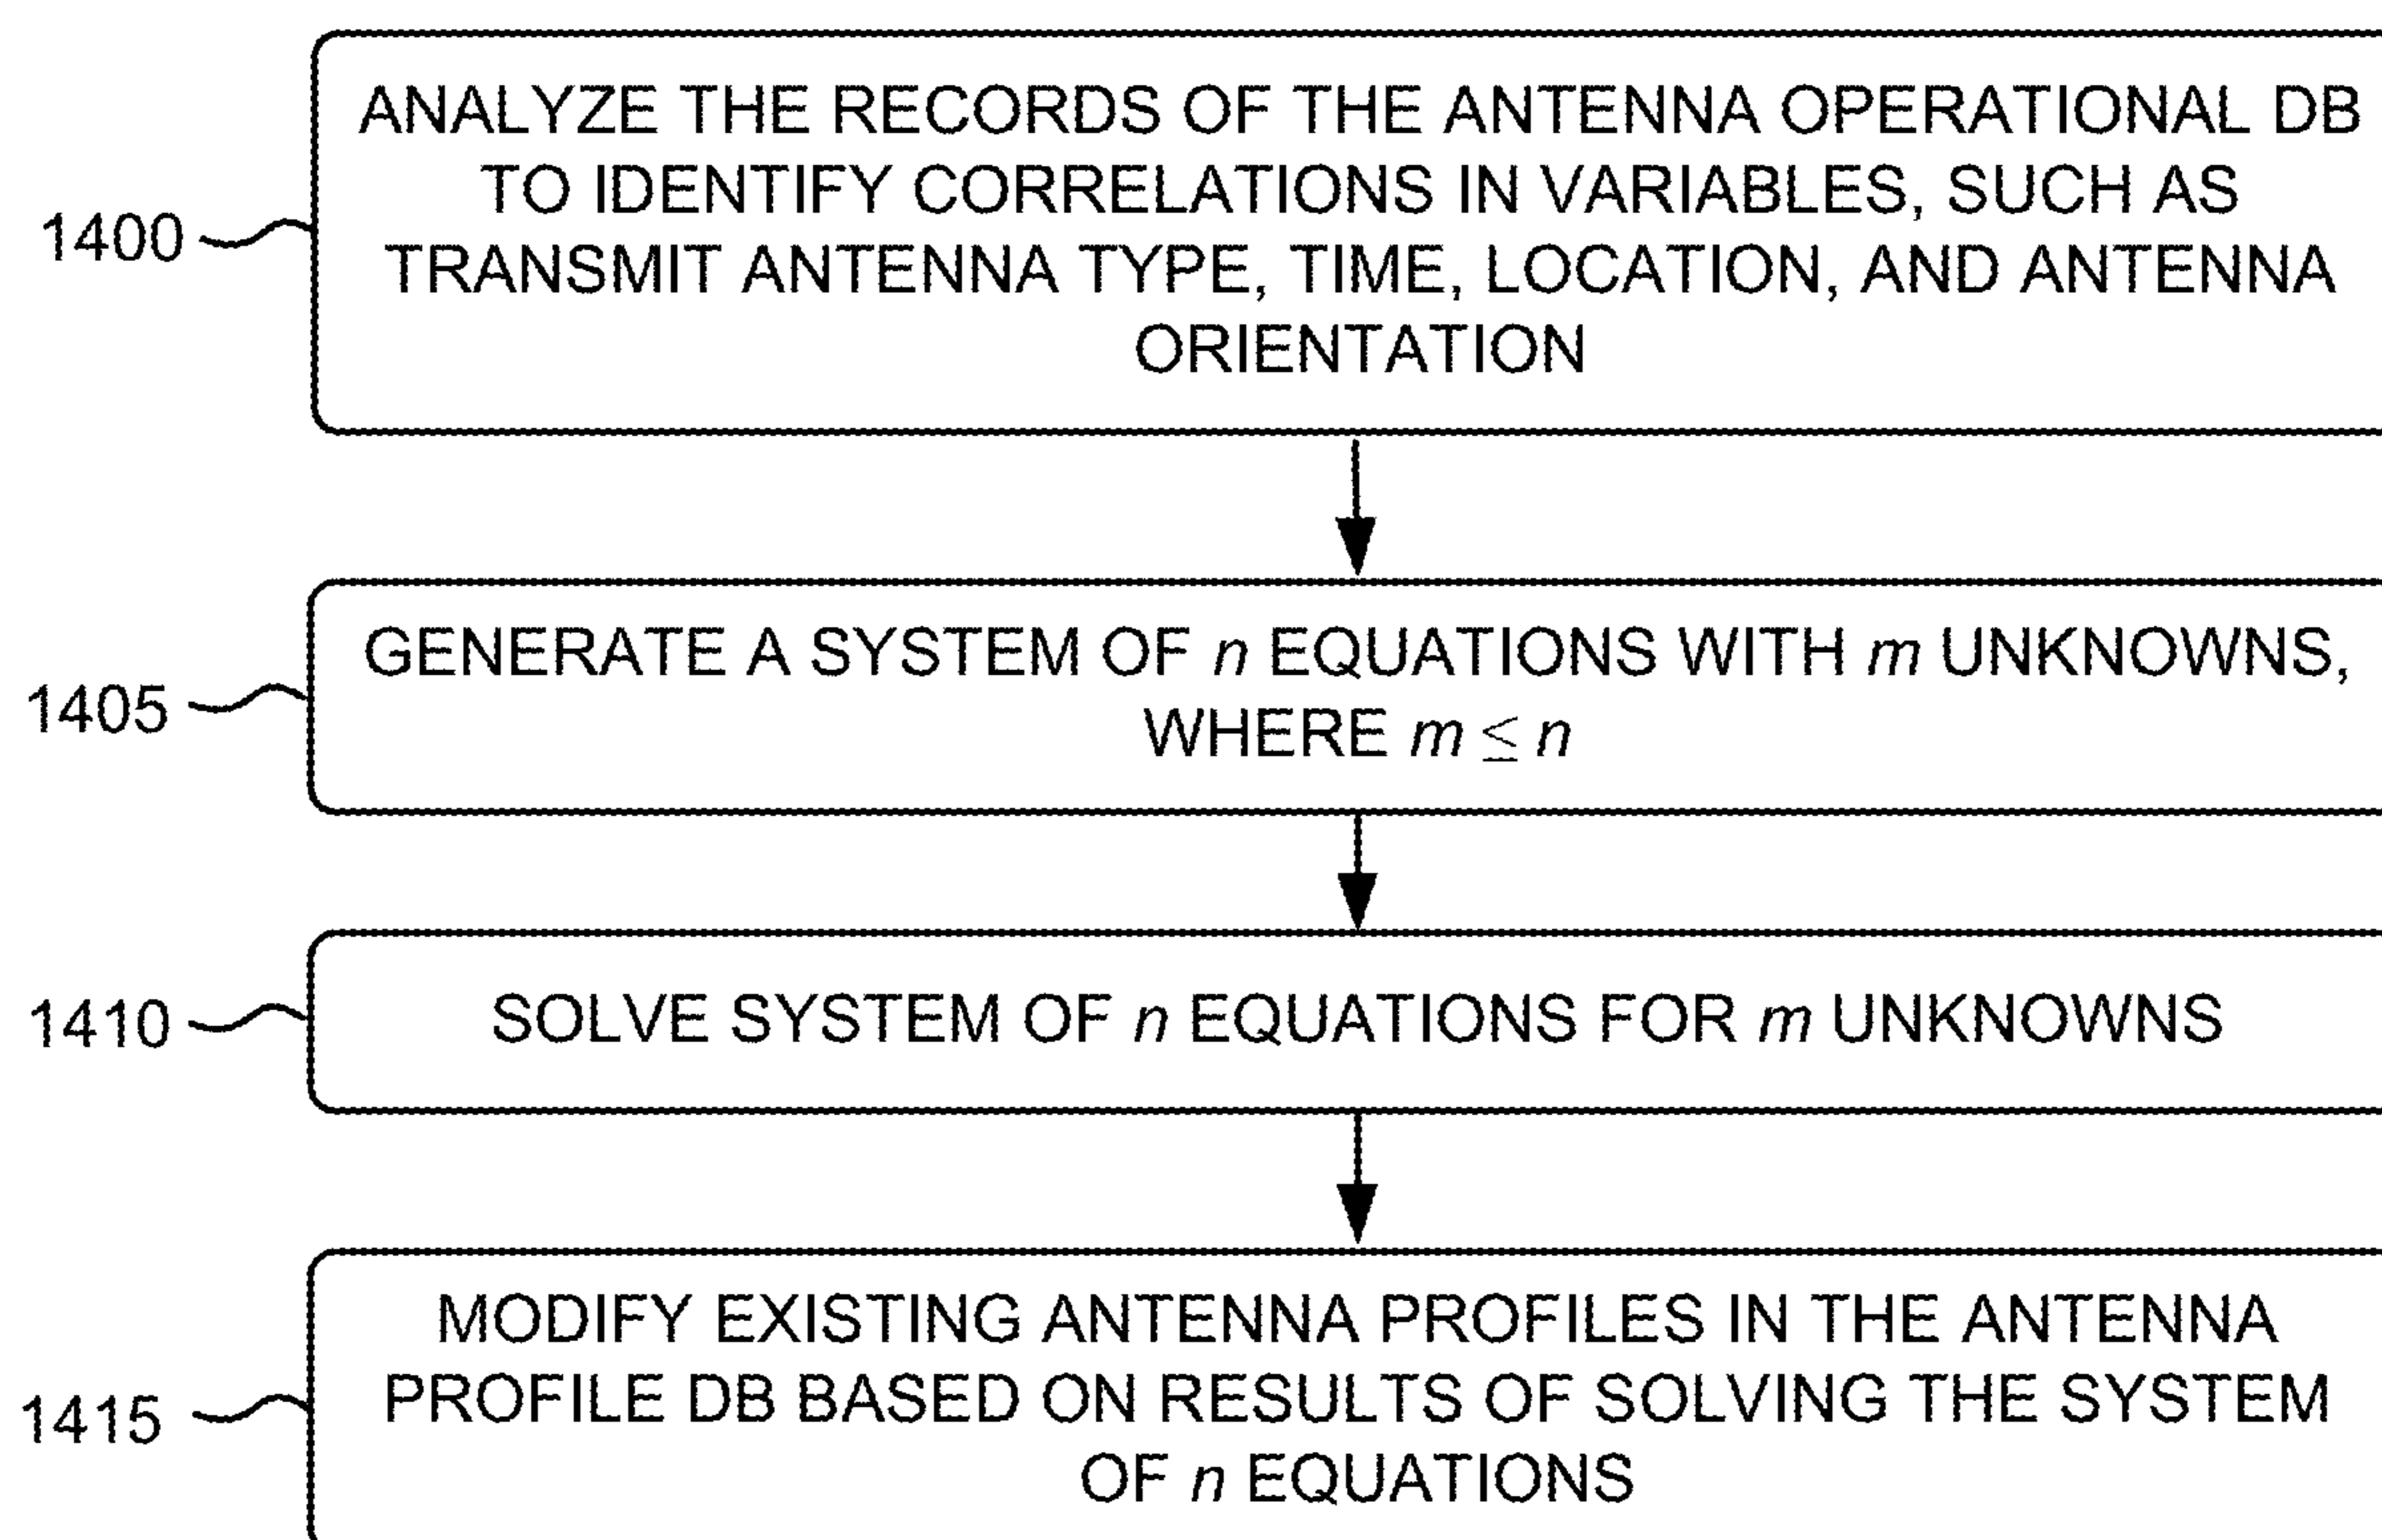 ANALYZE THE RECORDS OF THE ANTENNA OPERATIONAL DB
TO IDENTIFY CORRELATIONS IN VARIABLES, SUCH AS
1400
TRANSMIT ANTENNA TYPE, TIME, LOCATION, AND ANTENNA
ORIENTATION
GENERATE A SYSTEM OF n EQUATIONS WITH m UNKNOWNS,
1405
WHERE m ≤ n
1410
SOLVE SYSTEM OF n EQUATIONS FOR m UNKNOWNS
MODIFY EXISTING ANTENNA PROFILES IN THE ANTENNA
1415
PROFILE DB BASED ON RESULTS OF SOLVING THE SYSTEM
OF n EQUATIONS